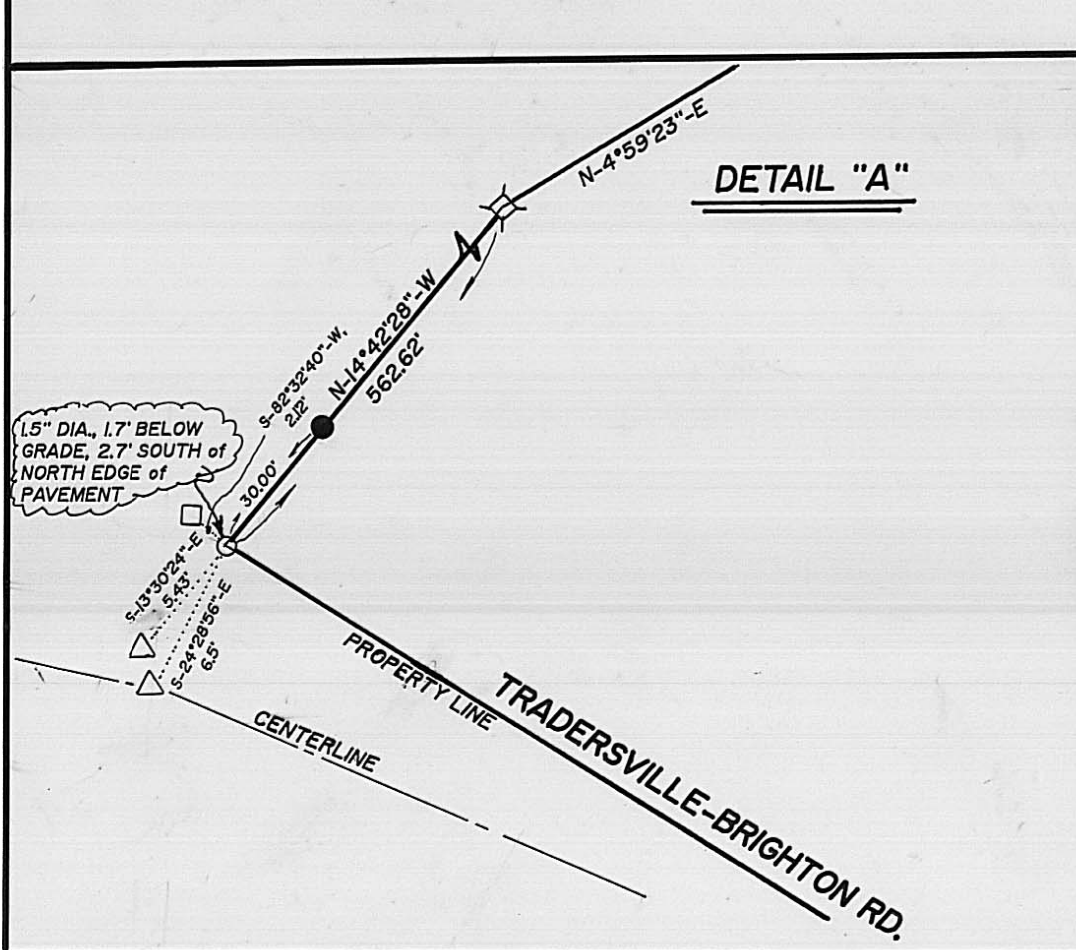 N-4°59'23"-E
DETAIL "A"
N-14°42'28"-W
562.62'
S-82°32'40"-W.
2.12'
30.00'
1.5" DIA., 1.7' BELOW
GRADE, 2.7' SOUTH of
NORTH EDGE of
PAVEMENT
S-13°30'24"-E
5.43'
S-24°28'56"-E
6.5'
PROPERTY LINE
CENTERLINE
TRADERSVILLE-BRIGHTON RD.